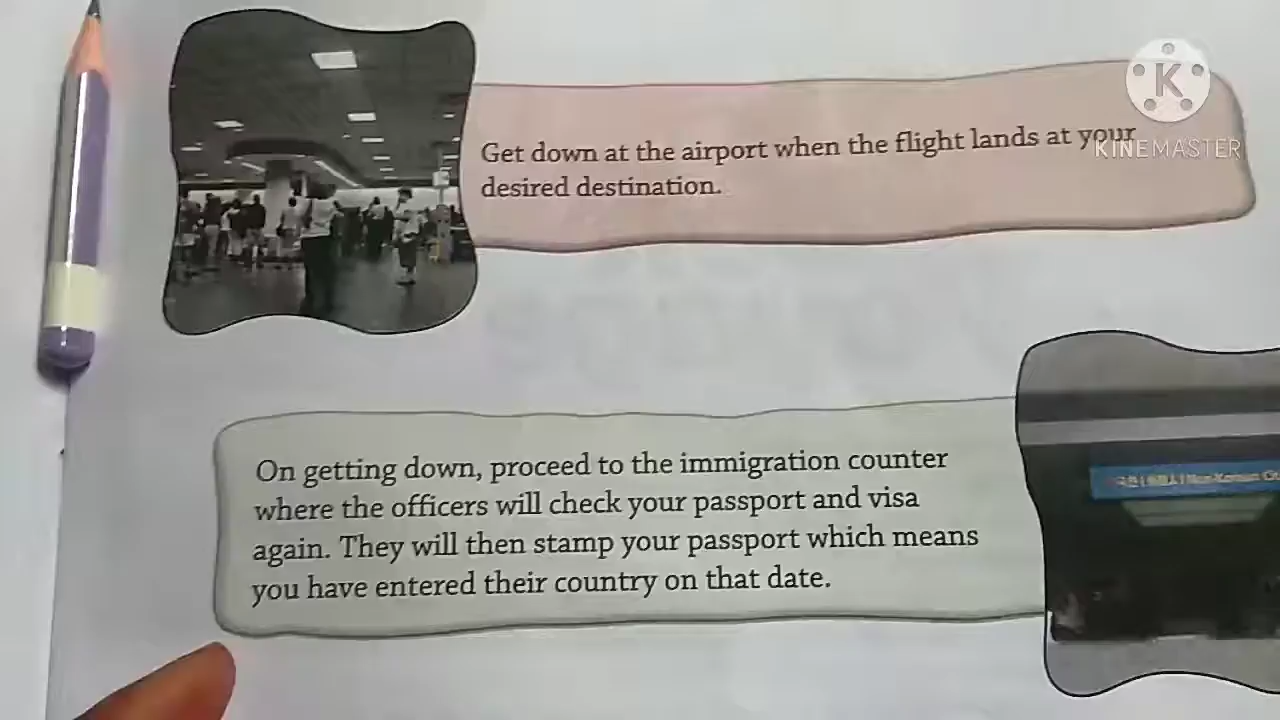 K
KINEMASTER
Get down at the airport when the flight lands at your
desired destination.
On getting down, proceed to the immigration counter
where the officers will check your passport and visa
again. They will then stamp your passport which means
you have entered their country on that date.